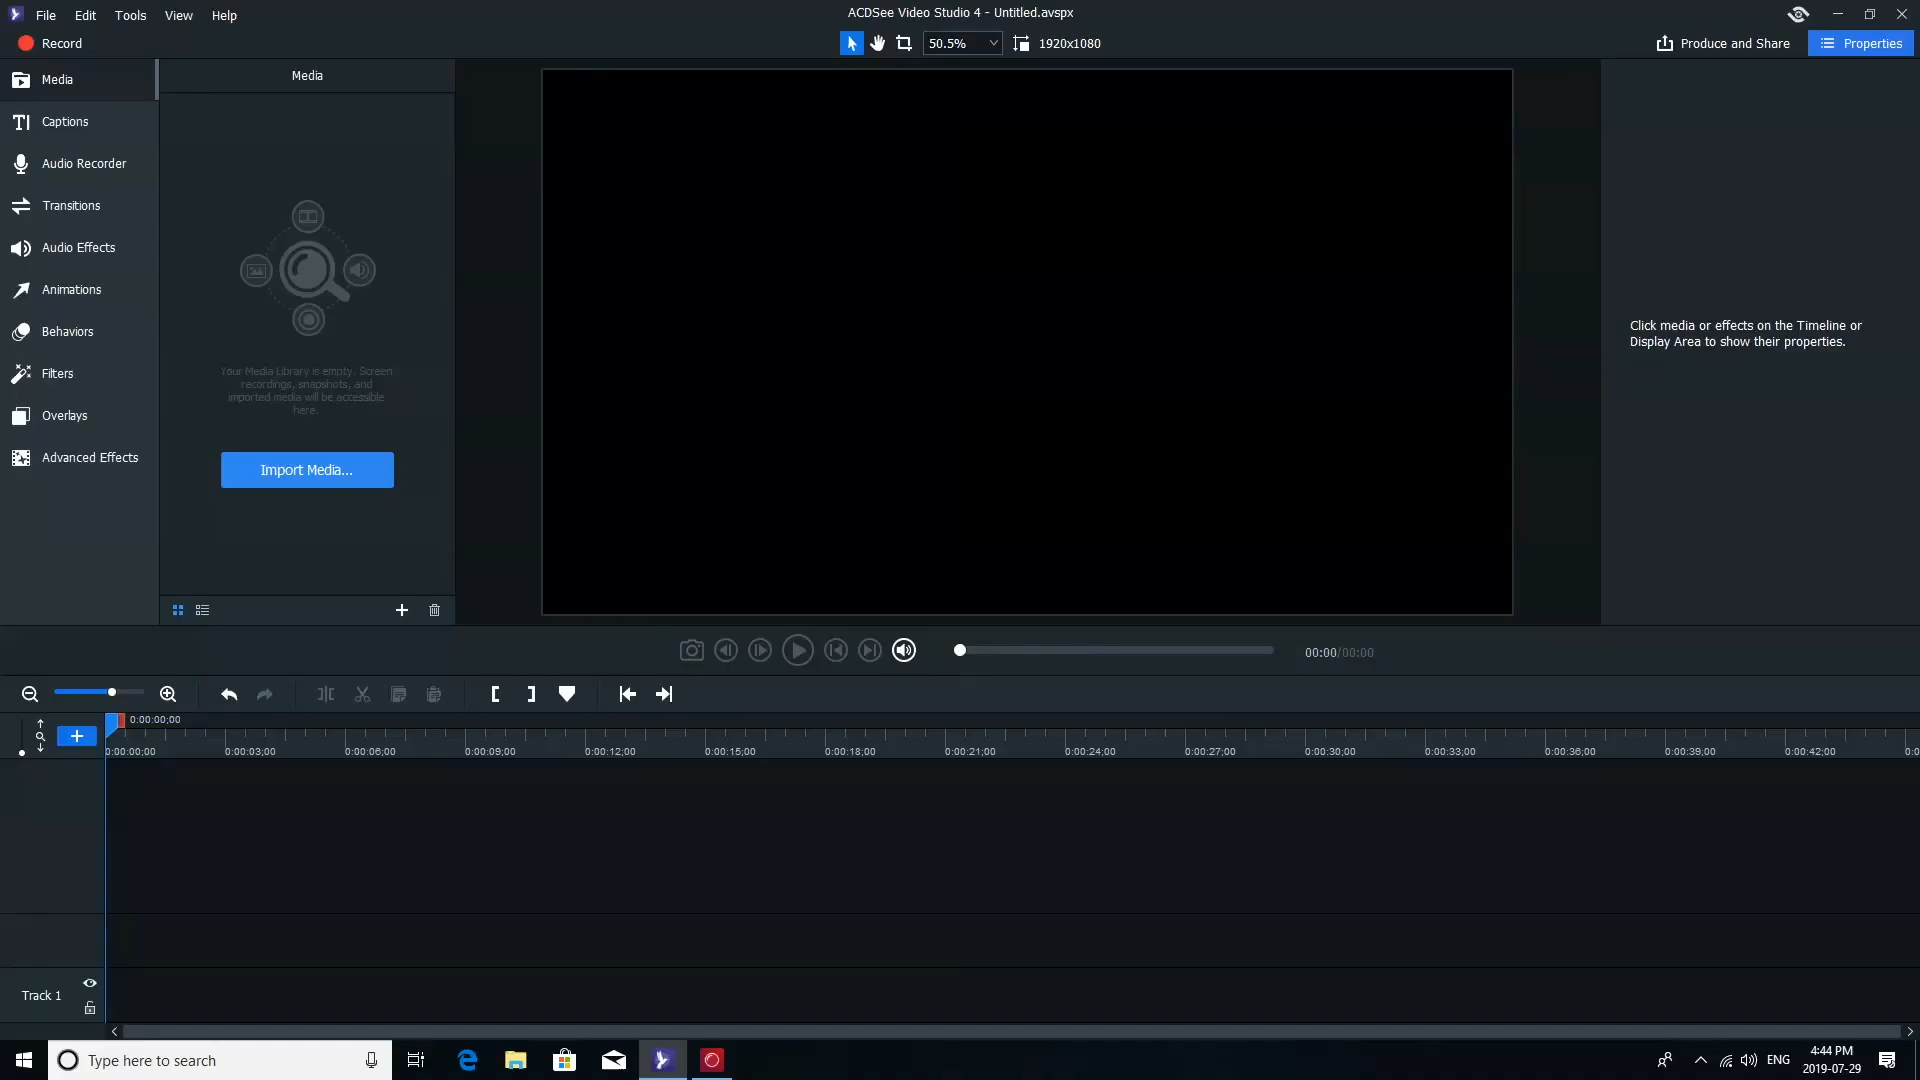 File Edit Tools View Help
ACDSee Video Studio 4 - Untitled.avspx
Record
50.5%
1920x1080
Produce and Share
Properties
Media
Captions
Audio Recorder
Transitions
Audio Effects
Animations
Behaviors
Filters
Overlays
Advanced Effects
Media
Your Media Library is empty. Screen
recordings, snapshots, and
imported media will be accessible
here.
Import Media...
Click media or effects on the Timeline or
Display Area to show their properties.
00:00/00:00
0:00:00;00
0:00:00;00 0:00:03;00 0:00:06;00 0:00:09;00 0:00:12;00 0:00:15;00 0:00:18;00 0:00:21;00 0:00:24;00 0:00:27;00 0:00:30;00 0:00:33;00 0:00:36;00 0:00:39;00 0:00:42;00 0:0
Track 1
Type here to search
ENG
4:44 PM
2019-07-29